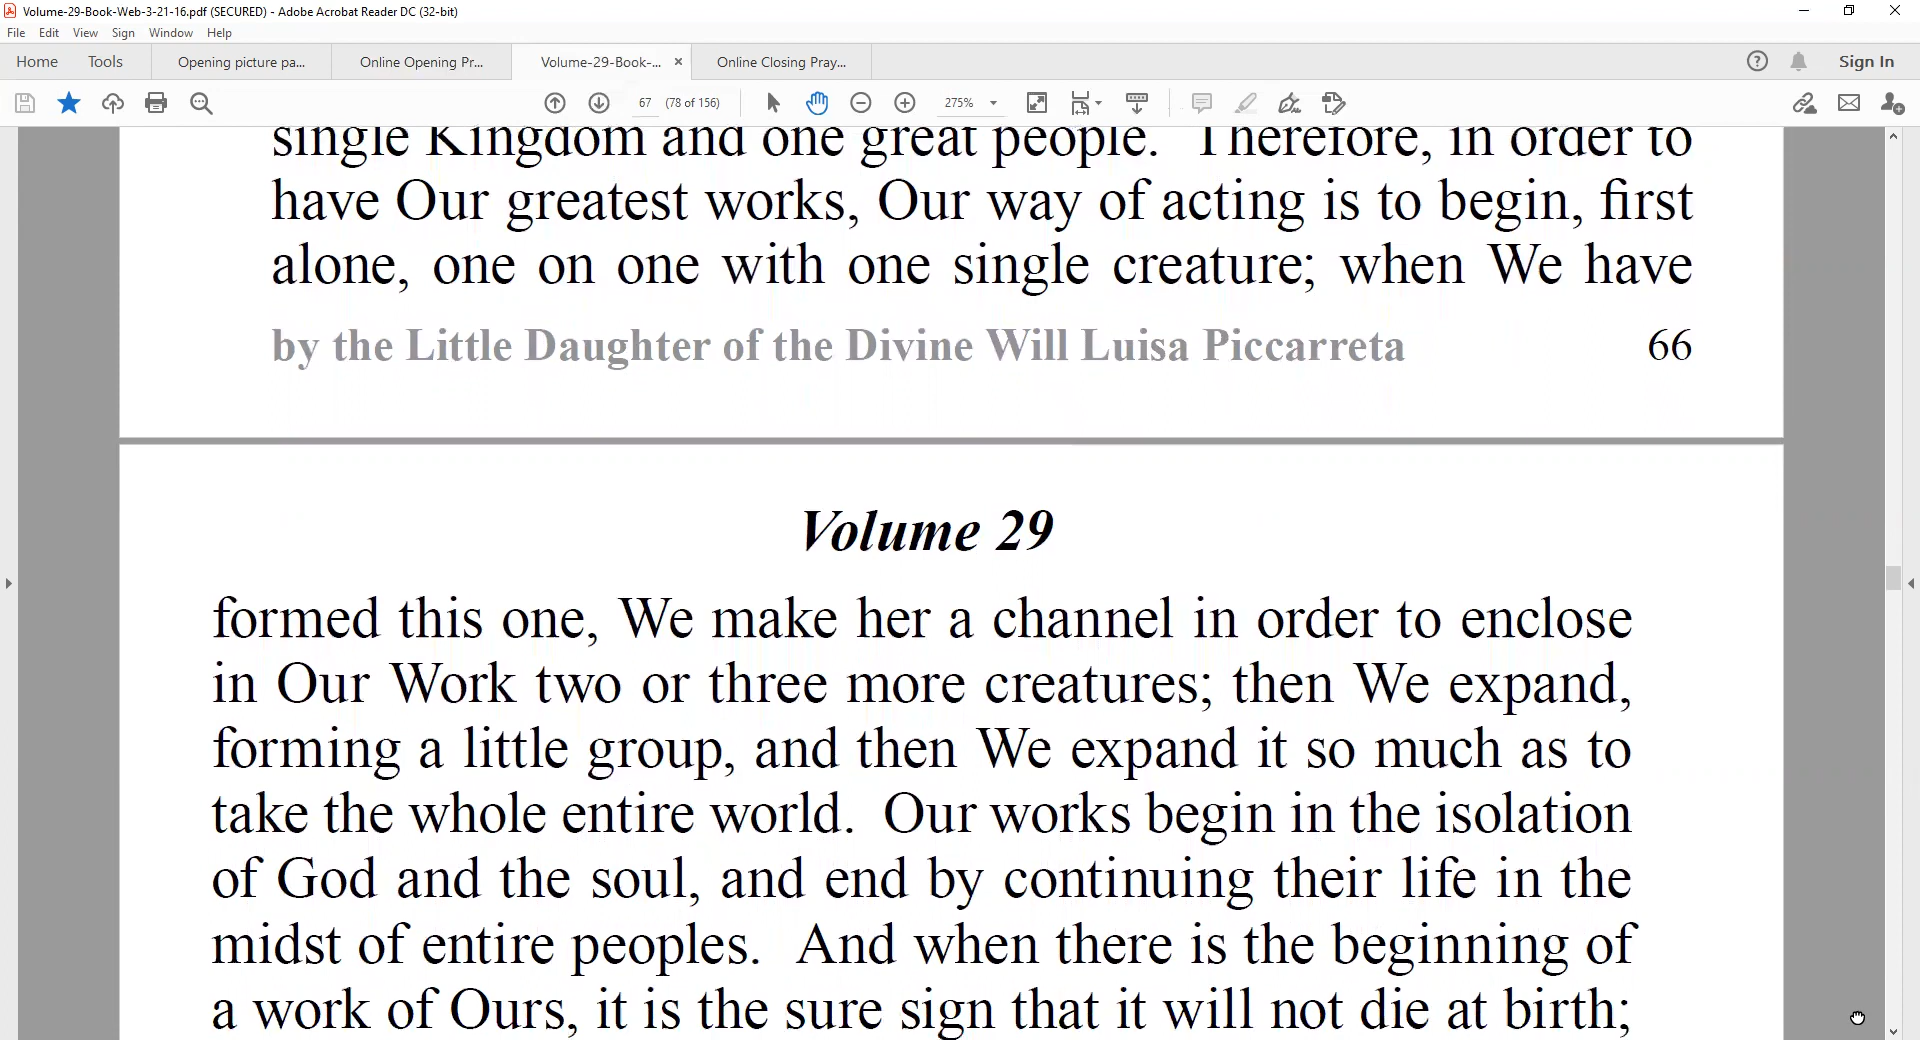 Volume-29-Book-Web-3-21-16.pdf (SECURED) - Adobe Acrobat Reader DC (32-bit)
File Edit View Sign Window Help
Home Tools Opening picture pa... Online Opening Pr... Volume-29-Book-... × Online Closing Pray... Sign In
67 (78 of 156) 275%
single Kingdom and one great people. Therefore, in order to
have Our greatest works, Our way of acting is to begin, first
alone, one on one with one single creature; when We have
by the Little Daughter of the Divine Will Luisa Piccarreta 66
Volume 29
formed this one, We make her a channel in order to enclose
in Our Work two or three more creatures; then We expand,
forming a little group, and then We expand it so much as to
take the whole entire world. Our works begin in the isolation
of God and the soul, and end by continuing their life in the
midst of entire peoples. And when there is the beginning of
a work of Ours, it is the sure sign that it will not die at birth;